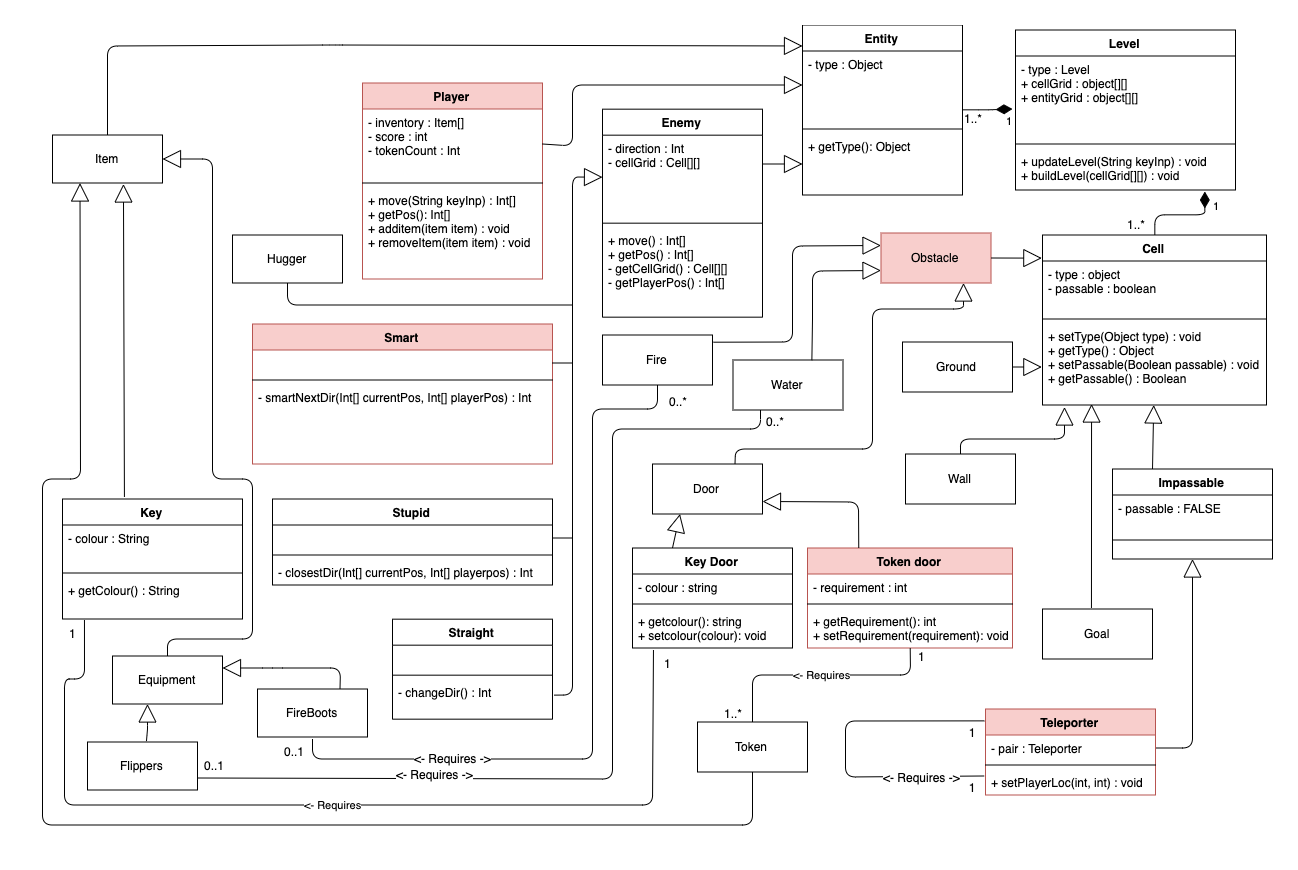 Entity
- type : Object
+ getType(): Object
Level
- type : Level
+ cellGrid : object[][]
+ entityGrid : object[][]
+ updateLevel(String keyInp) : void
+ buildLevel(cellGrid[][]) : void
1..*
1
1
1..*
Player
- inventory : Item[]
- score : int
- tokenCount : Int
+ move(String keyInp) : Int[]
+ getPos(): Int[]
+ additem(item item) : void
+ removeItem(item item) : void
Enemy
- direction : Int
- cellGrid : Cell[][]
+ move() : Int[]
+ getPos() : Int[]
- getCellGrid() : Cell[][]
- getPlayerPos() : Int[]
Item
Hugger
Obstacle
Cell
- type : object
- passable : boolean
+ setType(Object type) : void
+ getType() : Object
+ setPassable(Boolean passable) : void
+ getPassable() : Boolean
Smart
- smartNextDir(Int[] currentPos, Int[] playerPos) : Int
Fire
0..*
Water
0..*
Ground
Wall
Door
Impassable
- passable : FALSE
Key
- colour : String
+ getColour() : String
1
Stupid
- closestDir(Int[] currentPos, Int[] playerpos) : Int
Key Door
- colour : string
+ getcolour(): string
+ setcolour(colour): void
1
Token door
- requirement : int
+ getRequirement(): int
+ setRequirement(requirement): void
1
Goal
Straight
- changeDir() : Int
Equipment
FireBoots
0..1
Flippers
0..1
<- Requires
1..*
Token
Teleporter
- pair : Teleporter
+ setPlayerLoc(int, int) : void
1
<- Requires ->
1
<- Requires ->
<- Requires ->
<- Requires